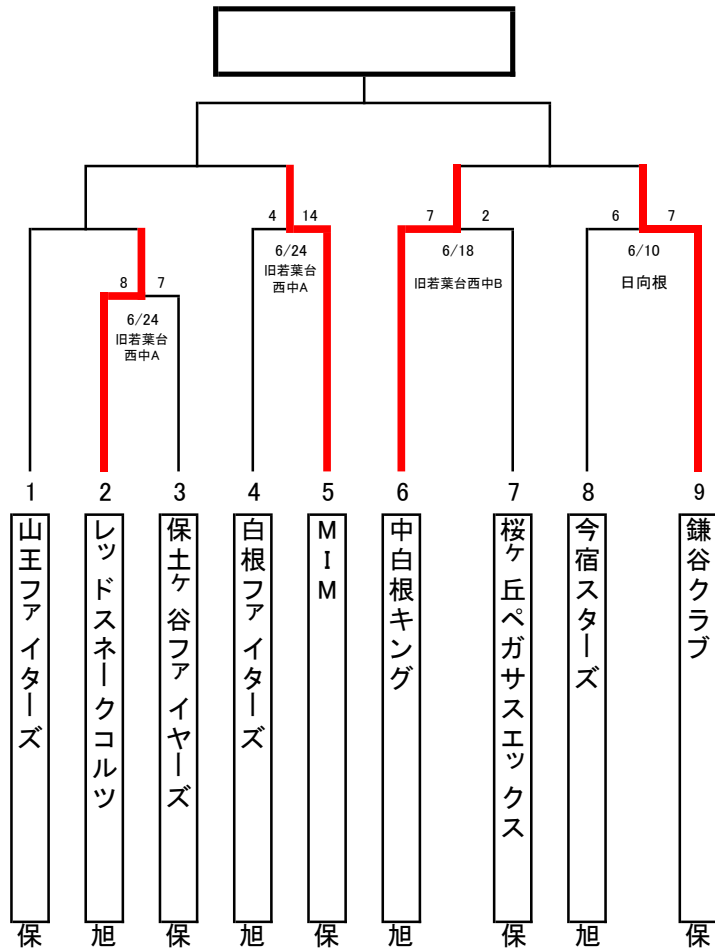 4 14
7 2
6 7
6/24
旧若葉台
西中A
6/18
旧若葉台西中B
6/10
日向根
8 7
6/24
旧若葉台
西中A
1 2 3 4 5 6 7 8 9
山王ファイターズ
レッドスネークコルツ
保土ヶ谷ファイヤーズ
白根ファイターズ
MIM
中白根キング
桜ヶ丘ペガサスエックス
今宿スターズ
鎌谷クラブ
保 旭 保 旭 保 旭 保 旭 保